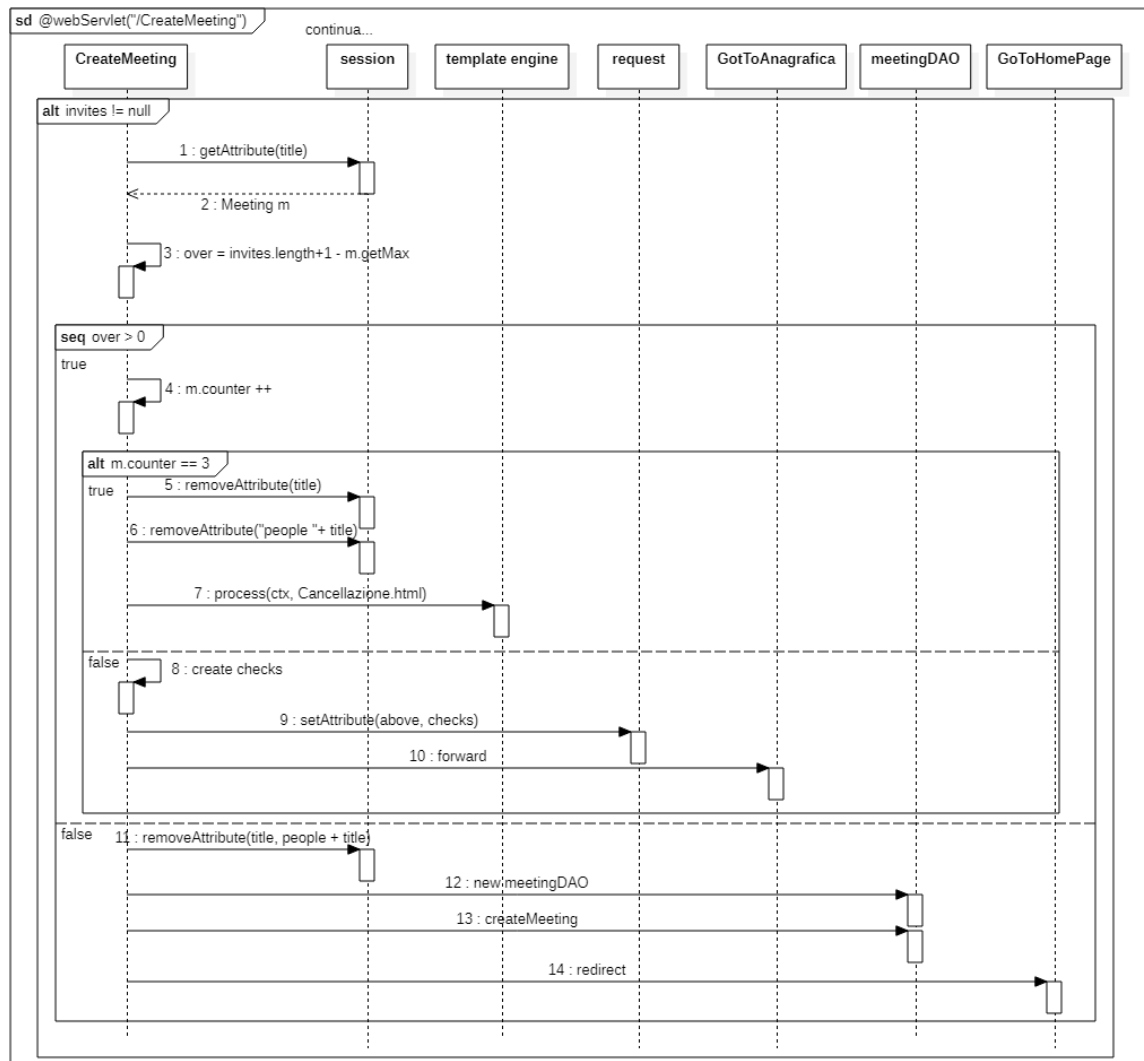 sd @webServlet("/CreateMeeting")
continua...
CreateMeeting
session
template engine
request
GotToAnagrafica
meetingDAO
GoToHomePage
alt invites != null
1 : getAttribute(title)
2 : Meeting m
3 : over = invites.length+1 - m.getMax
seq over > 0
true
4 : m.counter ++
alt m.counter == 3
true
5 : removeAttribute(title)
6 : removeAttribute("people "+ title)
7 : process(ctx, Cancellazione.html)
false
8 : create checks
9 : setAttribute(above, checks)
10 : forward
false
11 : removeAttribute(title, people + title)
12 : new meetingDAO
13 : createMeeting
14 : redirect